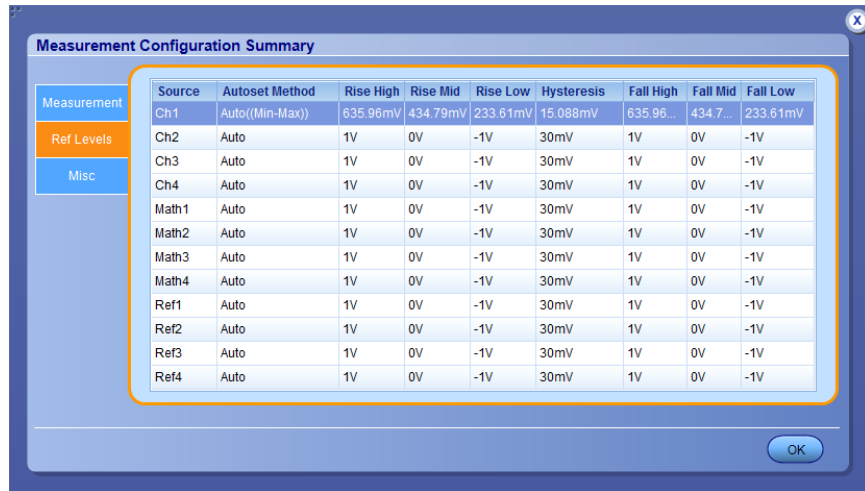 X
Measurement Configuration Summary
Measurement
Ref Levels
Misc
Source Autoset Method Rise High Rise Mid Rise Low Hysteresis Fall High Fall Mid Fall Low
Ch1 Auto((Min-Max)) 635.96mV 434.79mV 233.61mV 15.088mV 635.96... 434.7... 233.61mV
Ch2 Auto 1V 0V -1V 30mV 1V 0V -1V
Ch3 Auto 1V 0V -1V 30mV 1V 0V -1V
Ch4 Auto 1V 0V -1V 30mV 1V 0V -1V
Math1 Auto 1V 0V -1V 30mV 1V 0V -1V
Math2 Auto 1V 0V -1V 30mV 1V 0V -1V
Math3 Auto 1V 0V -1V 30mV 1V 0V -1V
Math4 Auto 1V 0V -1V 30mV 1V 0V -1V
Ref1 Auto 1V 0V -1V 30mV 1V 0V -1V
Ref2 Auto 1V 0V -1V 30mV 1V 0V -1V
Ref3 Auto 1V 0V -1V 30mV 1V 0V -1V
Ref4 Auto 1V 0V -1V 30mV 1V 0V -1V
OK